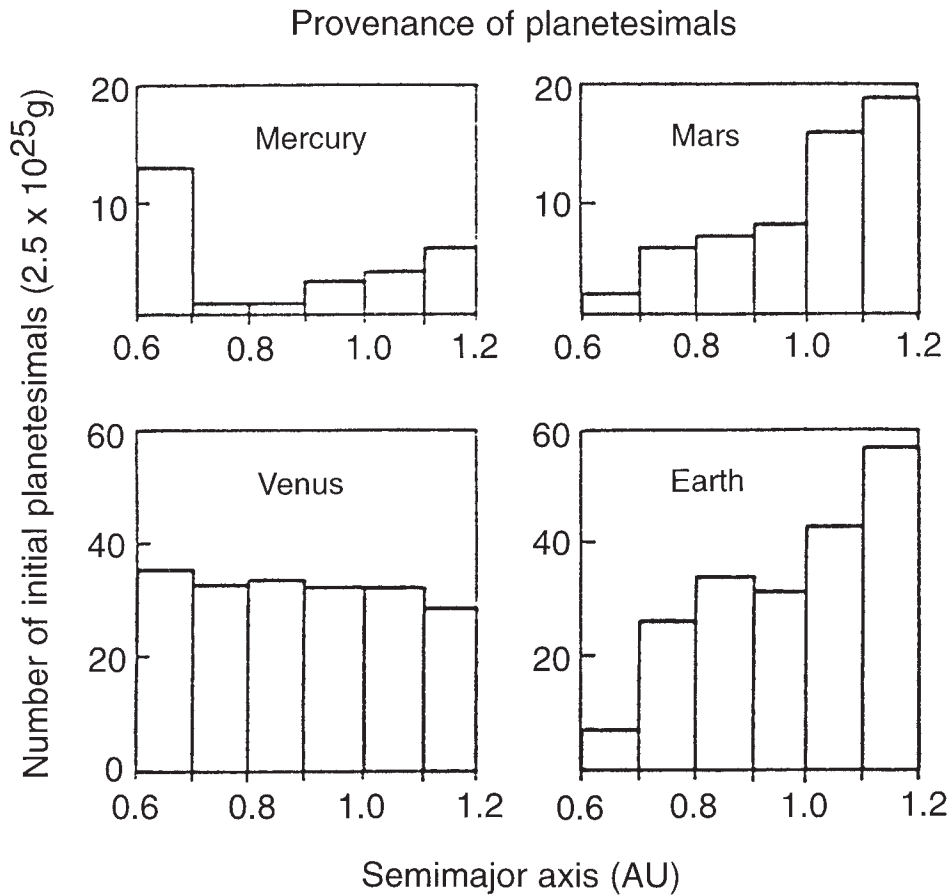 Provenance of planetesimals
Number of initial planetesimals (2.5 x 10²⁵g)
20
10
Mercury
0.6 0.8 1.0 1.2
20
10
Mars
0.6 0.8 1.0 1.2
60
40
20
0
Venus
0.6 0.8 1.0 1.2
60
40
20
Earth
0.6 0.8 1.0 1.2
Semimajor axis (AU)